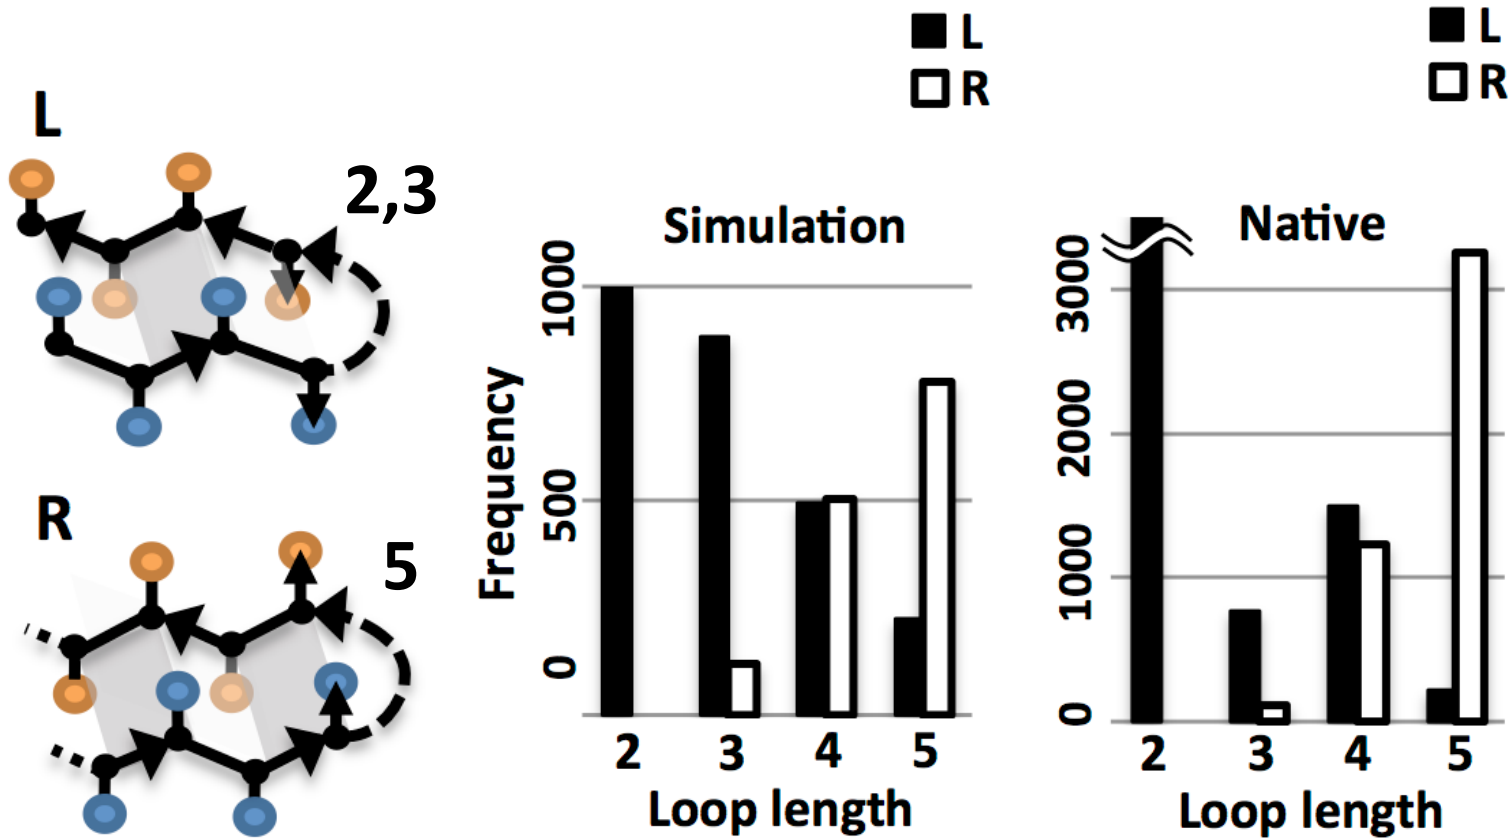 L
2,3
R
5
L
R
Simulation
Frequency
1000
500
0
2 3 4 5
Loop length
L
R
Native
3000
2000
1000
0
2 3 4 5
Loop length